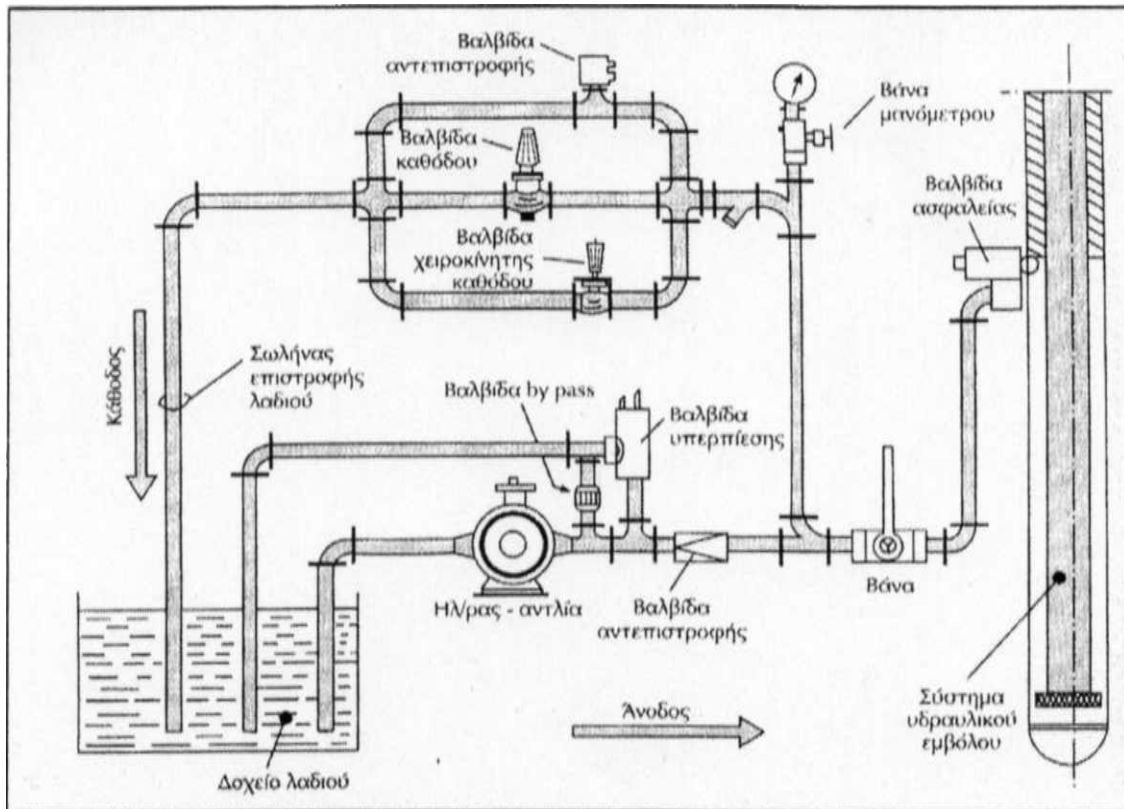 Βαλβίδα
αντεπιστροφής
Βαλβίδα
καθόδου
Βάνα
μανόμετρου
Βαλβίδα
ασφαλείας
Βαλβίδα
χειροκίνητης
καθόδου
Κάθοδος
Σωλήνας
επιστροφής
λαδιού
Βαλβίδα by pass
Βαλβίδα
υπερπίεσης
Ηλ/ρας - αντλία
Βαλβίδα
αντεπιστροφής
Βάνα
Άνοδος
Σύστημα
υδραυλικού
εμβόλου
Δοχείο λαδιού